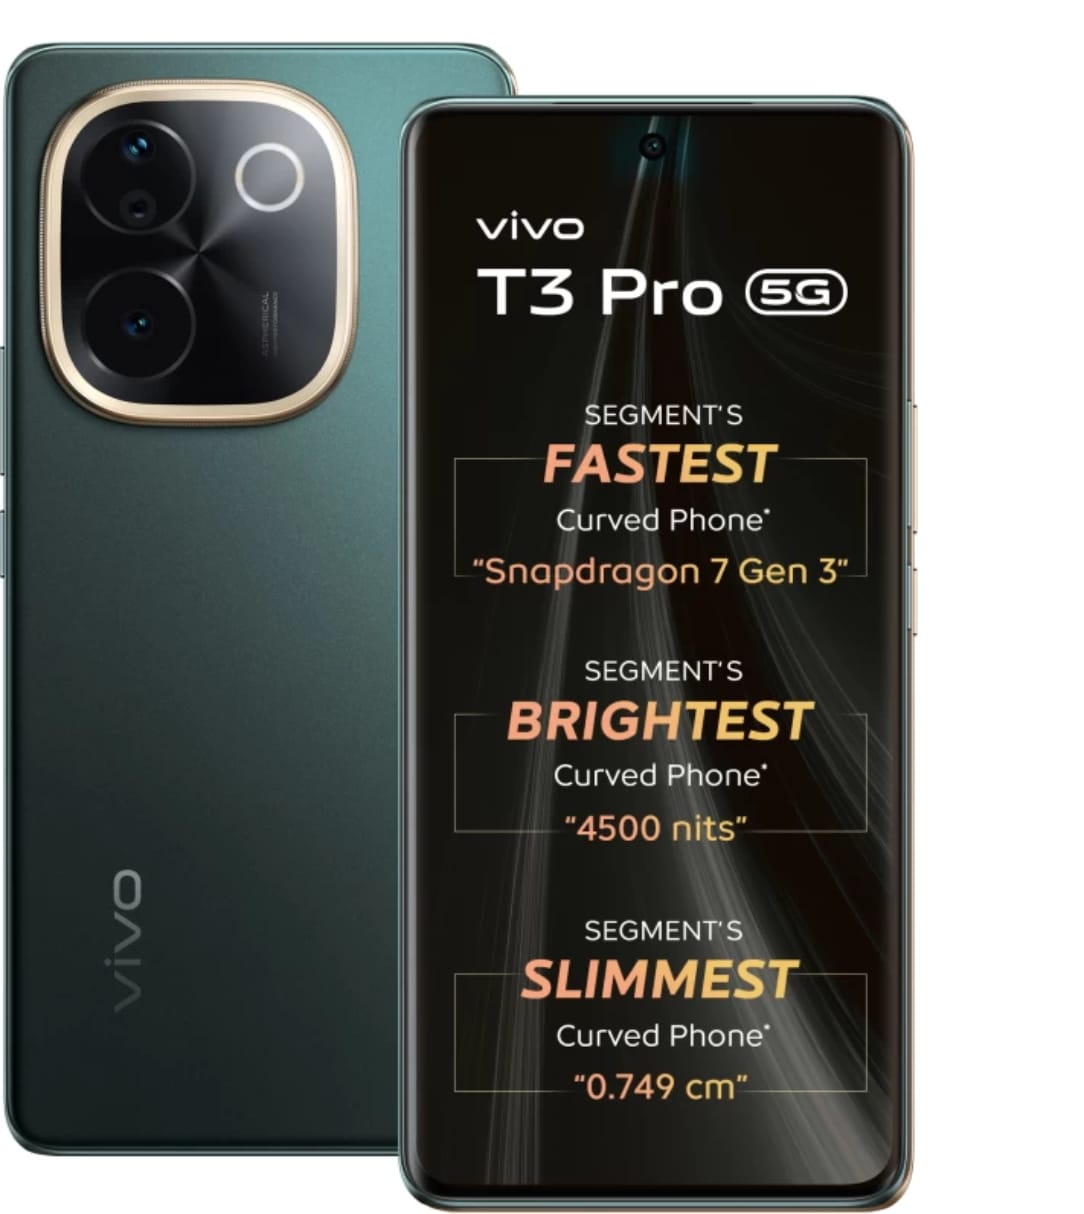 vivo
T3 Pro 5G
SEGMENT'S
FASTEST
Curved Phone*
"Snapdragon 7 Gen 3"
SEGMENT'S
BRIGHTEST
Curved Phone*
"4500 nits"
SEGMENT'S
SLIMMEST
Curved Phone*
"0.749 cm"
vivo
ASPHERICAL